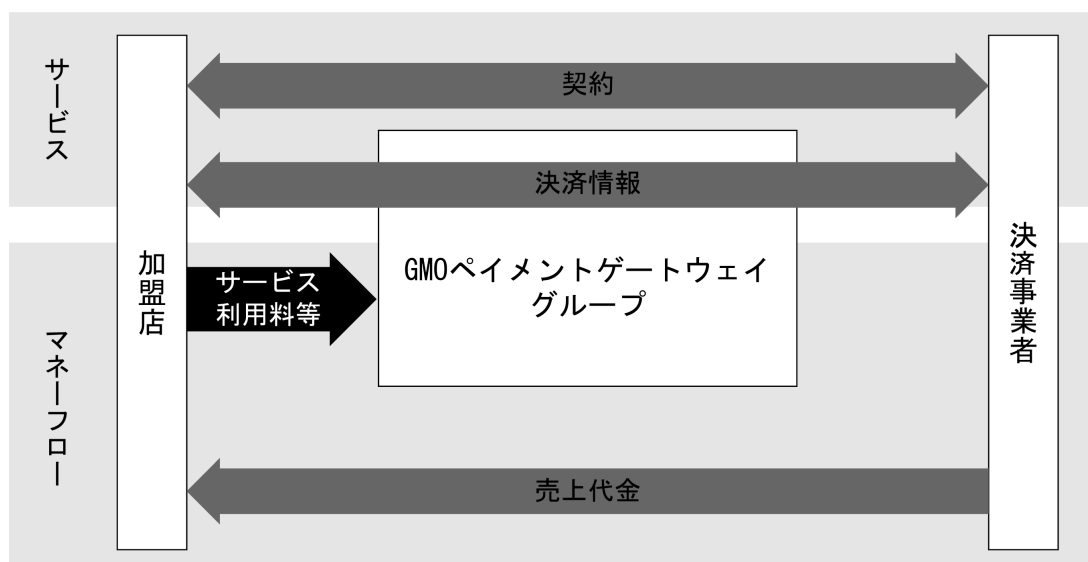 サービス
契約
決済情報
加盟店
決済事業者
GMOペイメントゲートウェイ
グループ
サービス
利用料等
マネーフロー
売上代金